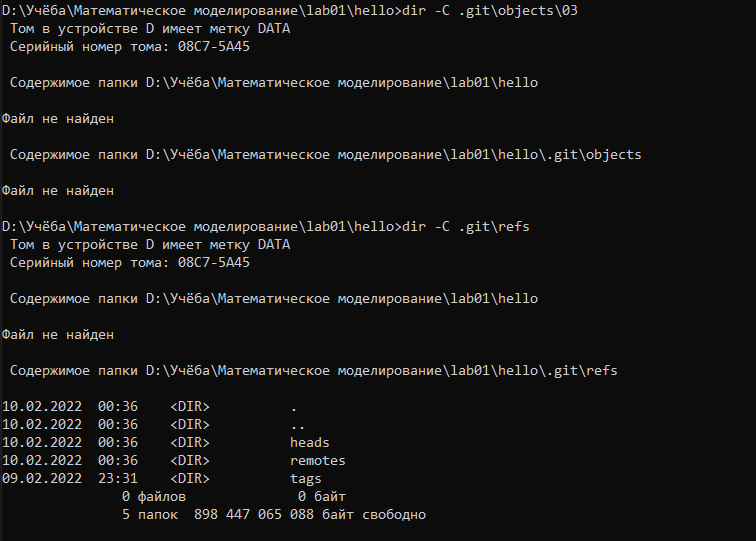 D:\Учёба\Математическое моделирование\lab01\hello>dir -C .git\objects\03
Том в устройстве D имеет метку DATA
Серийный номер тома: 08C7-5A45
Содержимое папки D:\Учёба\Математическое моделирование\lab01\hello
Файл не найден
Содержимое папки D:\Учёба\Математическое моделирование\lab01\hello\.git\objects
Файл не найден
D:\Учёба\Математическое моделирование\lab01\hello>dir -C .git\refs
Том в устройстве D имеет метку DATA
Серийный номер тома: 08C7-5A45
Содержимое папки D:\Учёба\Математическое моделирование\lab01\hello
Файл не найден
Содержимое папки D:\Учёба\Математическое моделирование\lab01\hello\.git\refs
10.02.2022  00:36    <DIR>          .
10.02.2022  00:36    <DIR>          ..
10.02.2022  00:36    <DIR>          heads
10.02.2022  00:36    <DIR>          remotes
09.02.2022  23:31    <DIR>          tags
0 файлов              0 байт
5 папок  898 447 065 088 байт свободно